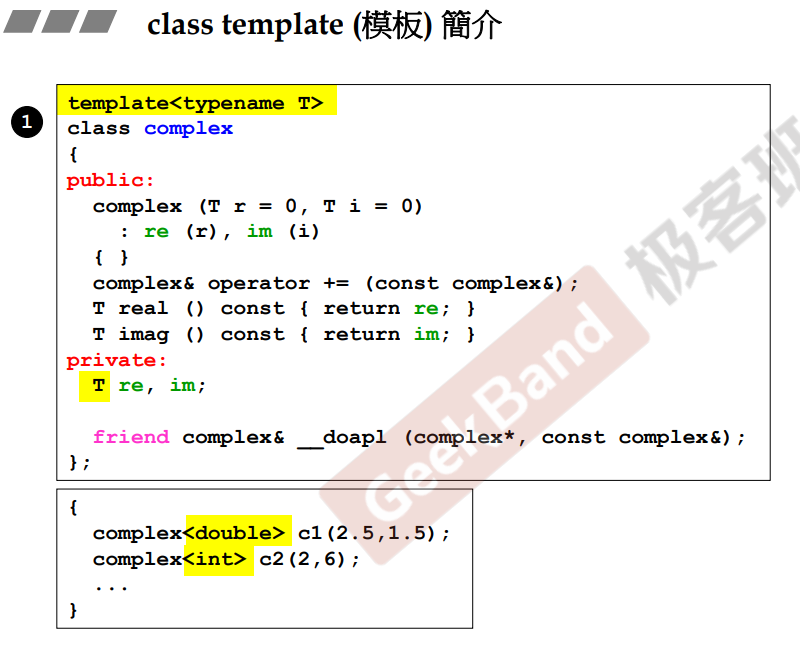 class template (模板) 簡介
1
template<typename T>
class complex
{
public:
  complex (T r = 0, T i = 0)
    : re (r), im (i)
  { }
  complex& operator += (const complex&);
  T real () const { return re; }
  T imag () const { return im; }
private:
  T re, im;
  friend complex& __doapl (complex*, const complex&);
};
{
  complex<double> c1(2.5,1.5);
  complex<int> c2(2,6);
  ...
}
GeekBand 极客班